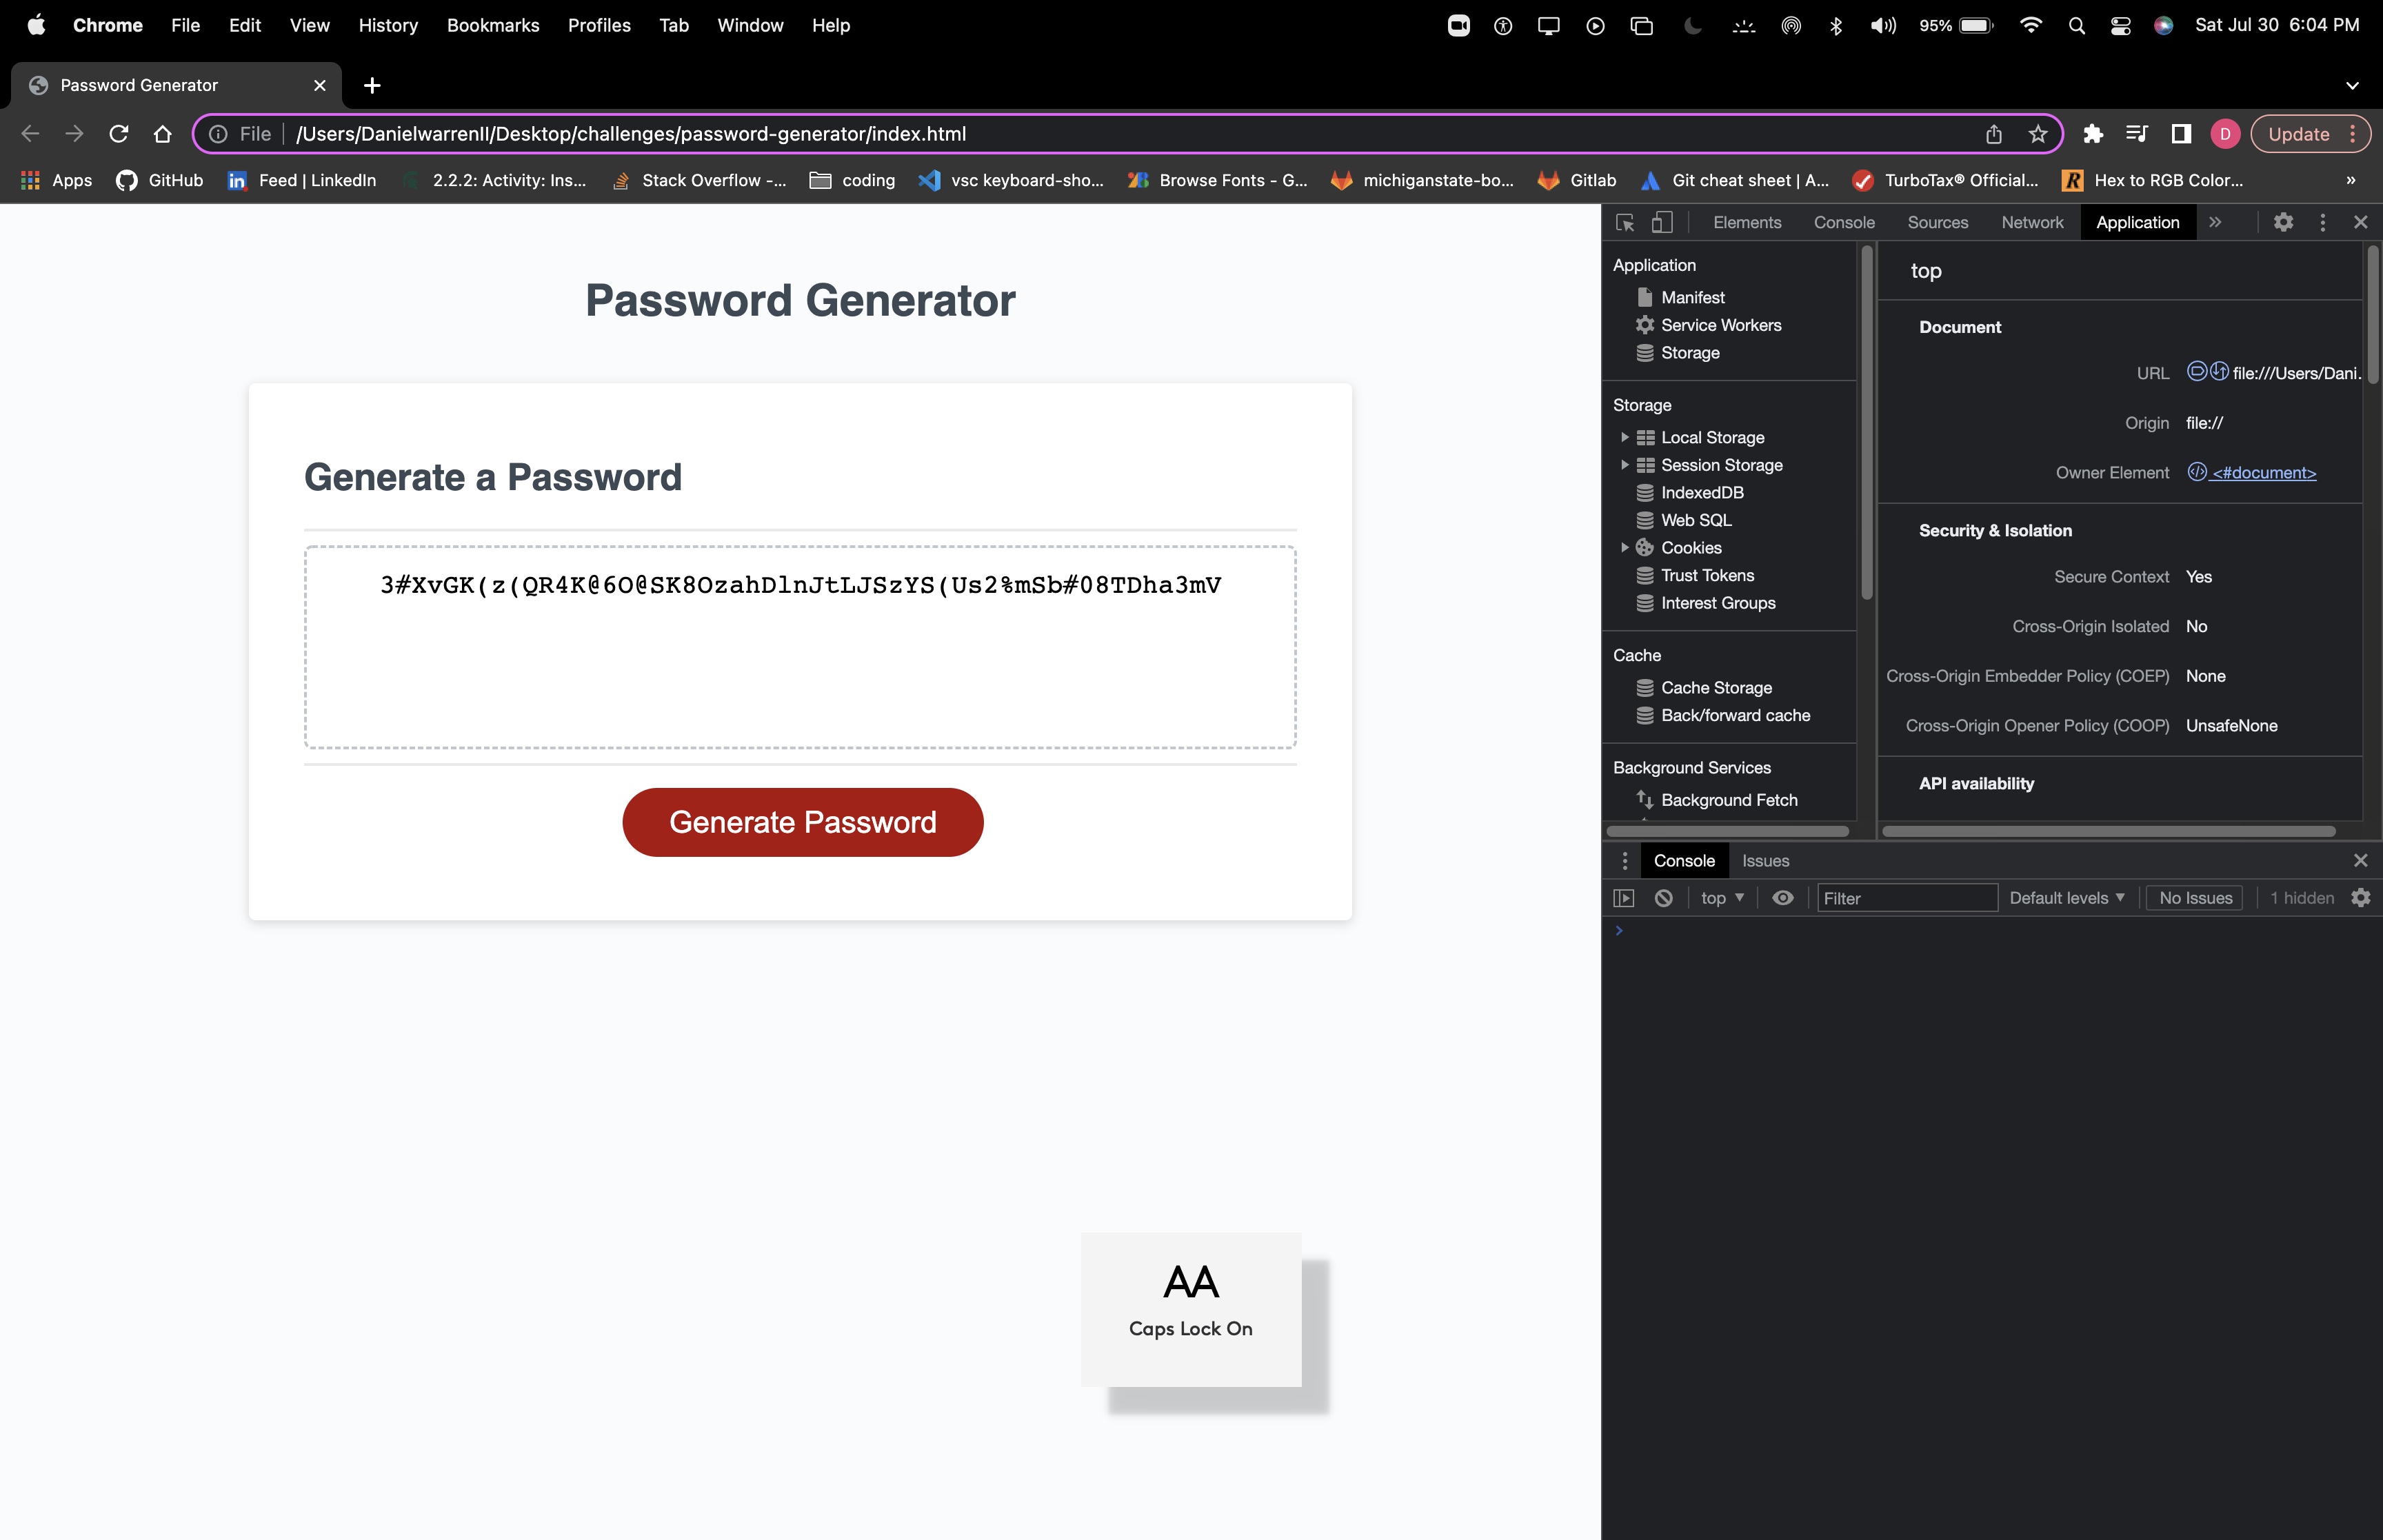 Chrome File Edit View History Bookmarks Profiles Tab Window Help 95% Sat Jul 30 6:04 PM
Password Generator
File /Users/DanielwarrenII/Desktop/challenges/password-generator/index.html D Update
Apps GitHub Feed | LinkedIn 2.2.2: Activity: Ins... Stack Overflow -... coding vsc keyboard-sho... Browse Fonts - G... michiganstate-bo... Gitlab Git cheat sheet | A... TurboTax® Official... Hex to RGB Color... »
Password Generator
Generate a Password
3#XvGK(z(QR4K@6O@SK8OzahDlnJtLJSzYS(Us2%mSb#08TDha3mV
Generate Password
AA
Caps Lock On
Elements Console Sources Network Application »
Application
Manifest
Service Workers
Storage
Storage
Local Storage
Session Storage
IndexedDB
Web SQL
Cookies
Trust Tokens
Interest Groups
Cache
Cache Storage
Back/forward cache
Background Services
Background Fetch
top
Document
URL file:///Users/Dani.
Origin file://
Owner Element <#document>
Security & Isolation
Secure Context Yes
Cross-Origin Isolated No
Cross-Origin Embedder Policy (COEP) None
Cross-Origin Opener Policy (COOP) UnsafeNone
API availability
Console Issues
top Filter Default levels No Issues 1 hidden